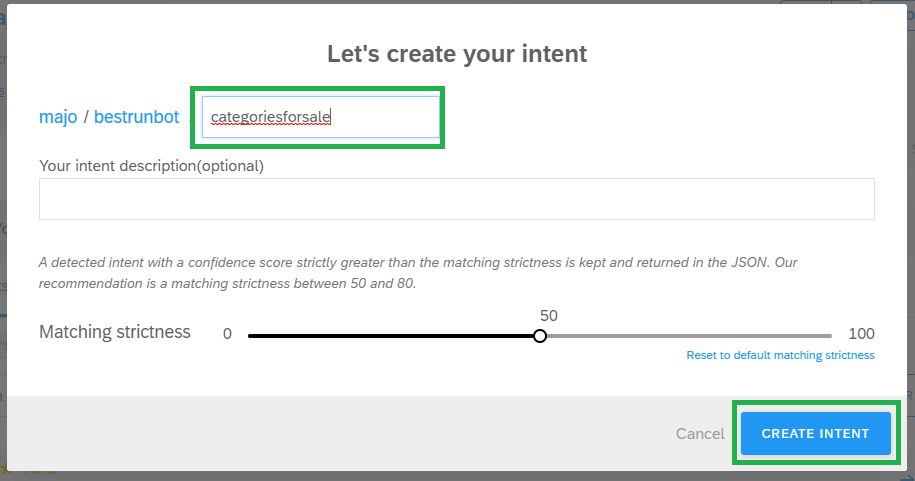 Let's create your intent
majo / bestrunbot categoriesforsale
Your intent description(optional)
A detected intent with a confidence score strictly greater than the matching strictness is kept and returned in the JSON. Our
recommendation is a matching strictness between 50 and 80.
50
Matching strictness 0 100
Reset to default matching strictness
Cancel CREATE INTENT